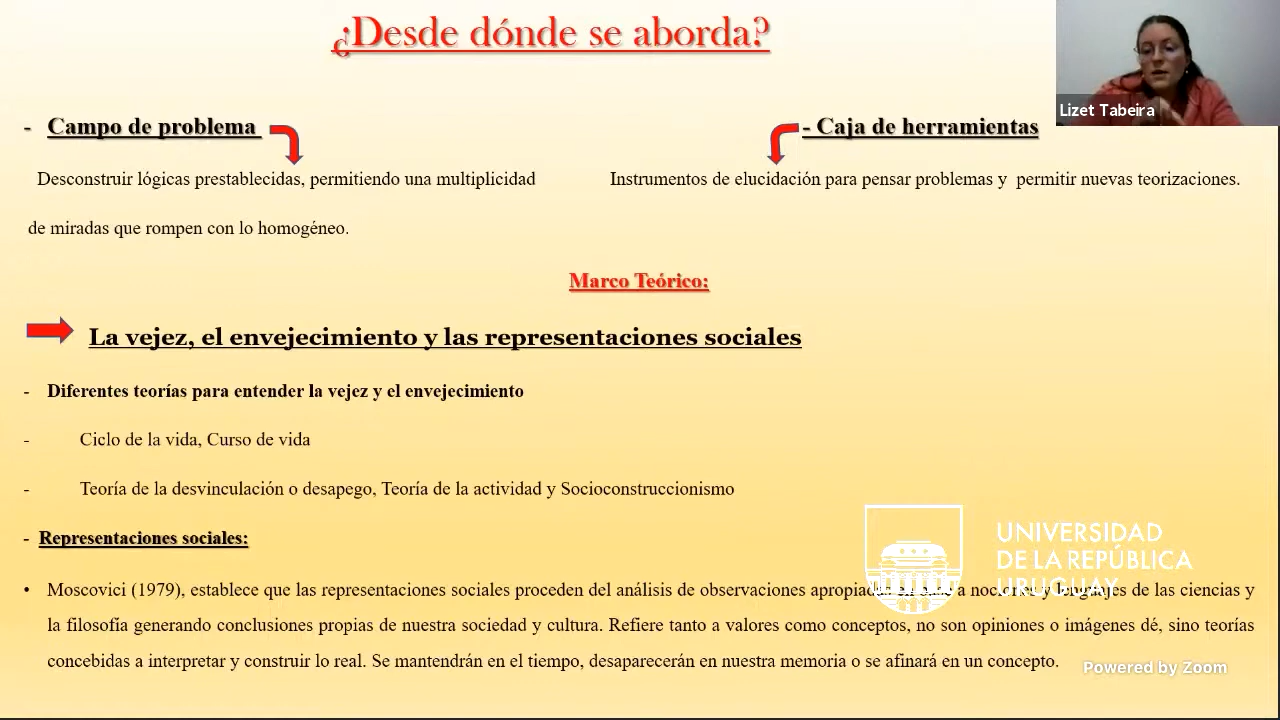 ¿Desde dónde se aborda?
Lizet Tabeira
- Campo de problema
- Caja de herramientas
Desconstruir lógicas prestablecidas, permitiendo una multiplicidad
de miradas que rompen con lo homogéneo.
Instrumentos de elucidación para pensar problemas y permitir nuevas teorizaciones.
Marco Teórico:
La vejez, el envejecimiento y las representaciones sociales
- Diferentes teorías para entender la vejez y el envejecimiento
- Ciclo de la vida, Curso de vida
- Teoría de la desvinculación o desapego, Teoría de la actividad y Socioconstruccionismo
- Representaciones sociales:
• Moscovici (1979), establece que las representaciones sociales proceden del análisis de observaciones a nociones y lenguajes de las ciencias y
la filosofía generando conclusiones propias de nuestra sociedad y cultura. Refiere tanto a valores como conceptos, no son opiniones o imágenes dé, sino teorías
concebidas a interpretar y construir lo real. Se mantendrán en el tiempo, desaparecerán en nuestra memoria o se afinará en un concepto.
UNIVERSIDAD
DE LA REPÚBLICA
URUGUAY
Powered by Zoom